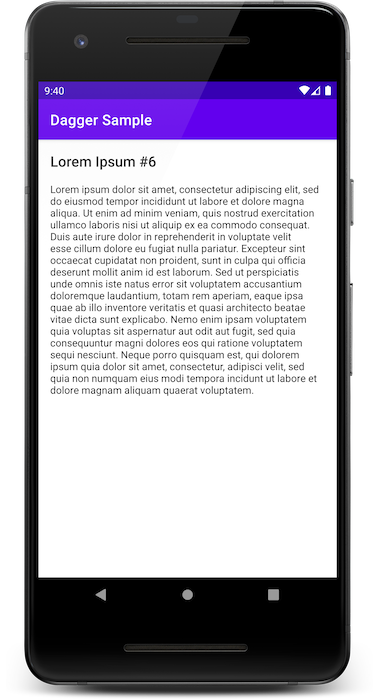 9:40
Dagger Sample
Lorem Ipsum #6
Lorem ipsum dolor sit amet, consectetur adipiscing elit, sed
do eiusmod tempor incididunt ut labore et dolore magna
aliqua. Ut enim ad minim veniam, quis nostrud exercitation
ullamco laboris nisi ut aliquip ex ea commodo consequat.
Duis aute irure dolor in reprehenderit in voluptate velit
esse cillum dolore eu fugiat nulla pariatur. Excepteur sint
occaecat cupidatat non proident, sunt in culpa qui officia
deserunt mollit anim id est laborum. Sed ut perspiciatis
unde omnis iste natus error sit voluptatem accusantium
doloremque laudantium, totam rem aperiam, eaque ipsa
quae ab illo inventore veritatis et quasi architecto beatae
vitae dicta sunt explicabo. Nemo enim ipsam voluptatem
quia voluptas sit aspernatur aut odit aut fugit, sed quia
consequuntur magni dolores eos qui ratione voluptatem
sequi nesciunt. Neque porro quisquam est, qui dolorem
ipsum quia dolor sit amet, consectetur, adipisci velit, sed
quia non numquam eius modi tempora incidunt ut labore et
dolore magnam aliquam quaerat voluptatem.